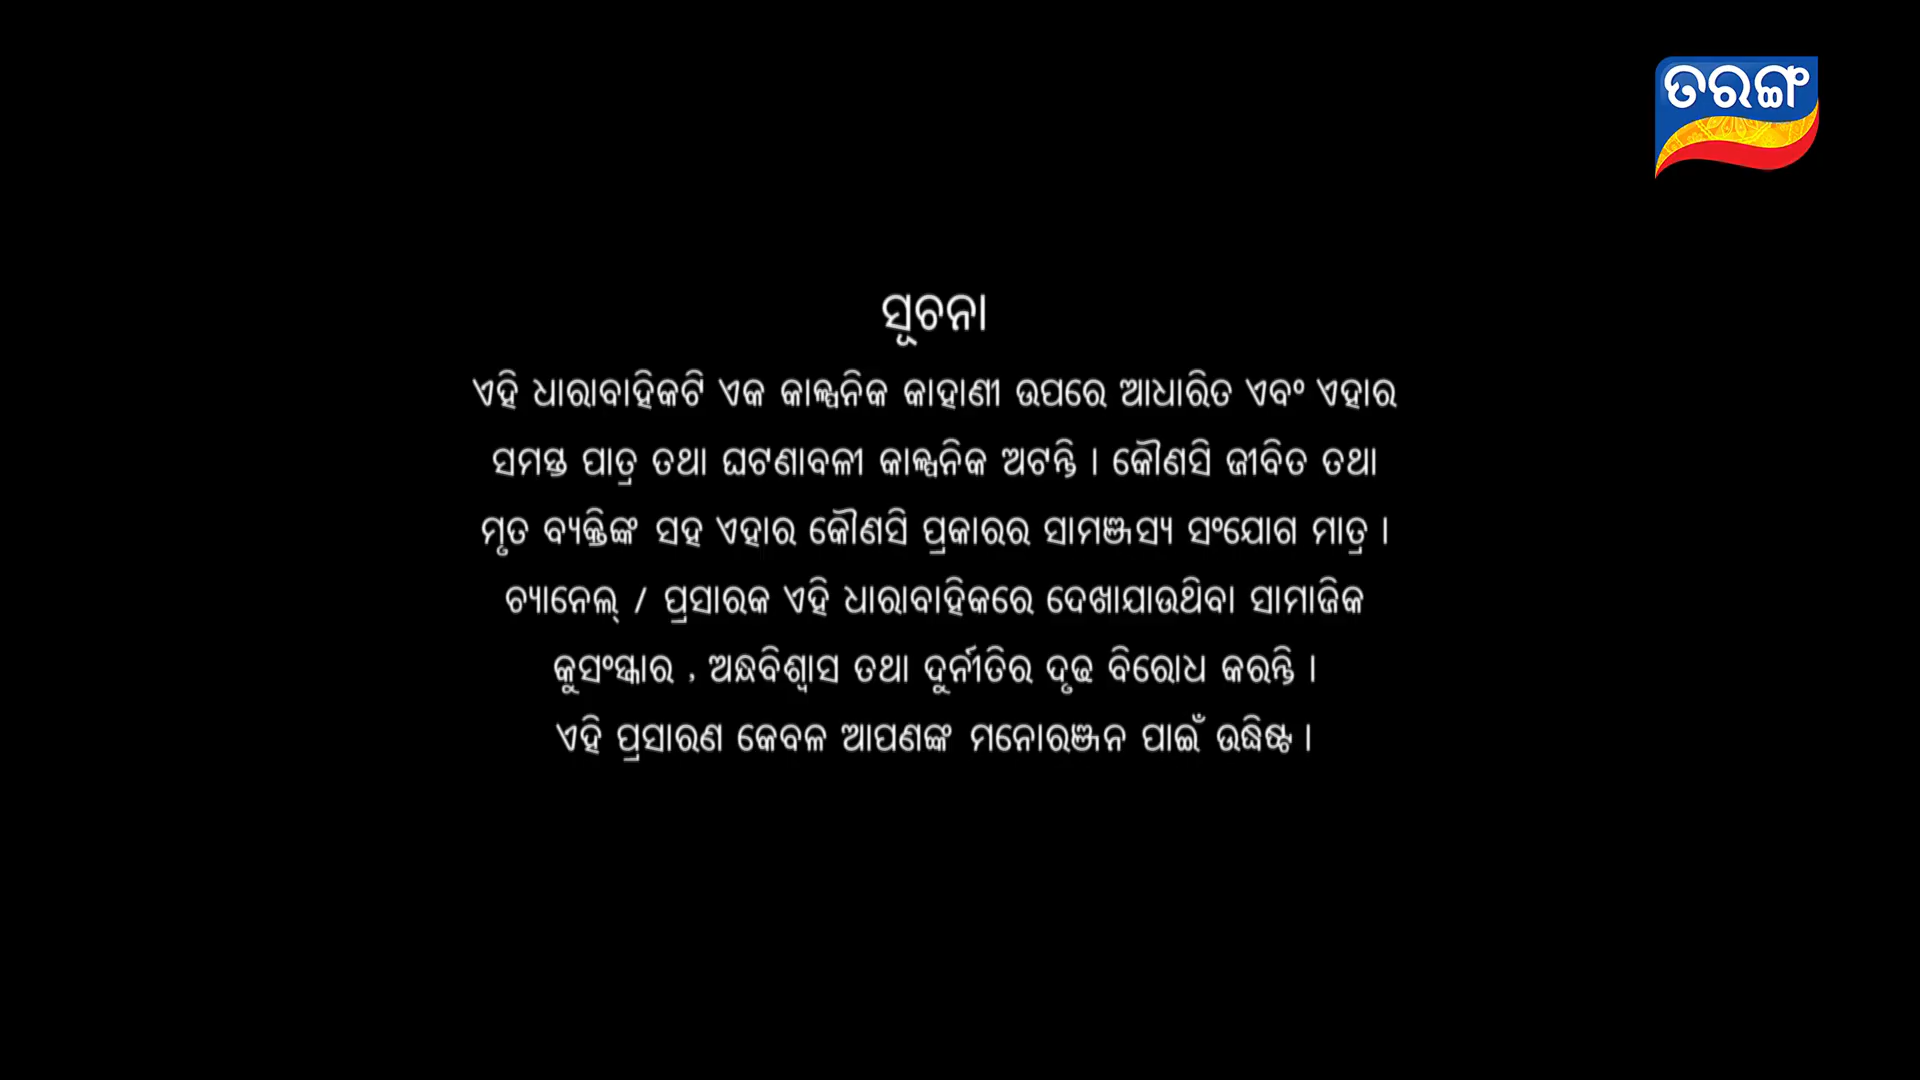 ତରଙ୍ଗ
ସୂଚନା
ଏହି ଧାରାବାହିକଟି ଏକ କାଳ୍ପନିକ କାହାଣୀ ଉପରେ ଆଧାରିତ ଏବଂ ଏହାର
ସମସ୍ତ ପାତ୍ର ତଥା ଘଟଣାବଳୀ କାଳ୍ପନିକ ଅଟନ୍ତି । କୌଣସି ଜୀବିତ ତଥା
ମୃତ ବ୍ୟକ୍ତିଙ୍କ ସହ ଏହାର କୌଣସି ପ୍ରକାରର ସାମଞ୍ଜସ୍ୟ ସଂଯୋଗ ମାତ୍ର ।
ଚ୍ୟାନେଲ୍ / ପ୍ରସାରକ ଏହି ଧାରାବାହିକରେ ଦେଖାଯାଉଥିବା ସାମାଜିକ
କୁସଂସ୍କାର , ଅନ୍ଧବିଶ୍ୱାସ ତଥା ଦୁର୍ନୀତିର ଦୃଢ ବିରୋଧ କରନ୍ତି ।
ଏହି ପ୍ରସାରଣ କେବଳ ଆପଣଙ୍କ ମନୋରଞ୍ଜନ ପାଇଁ ଉଦ୍ଧିଷ୍ଟ ।